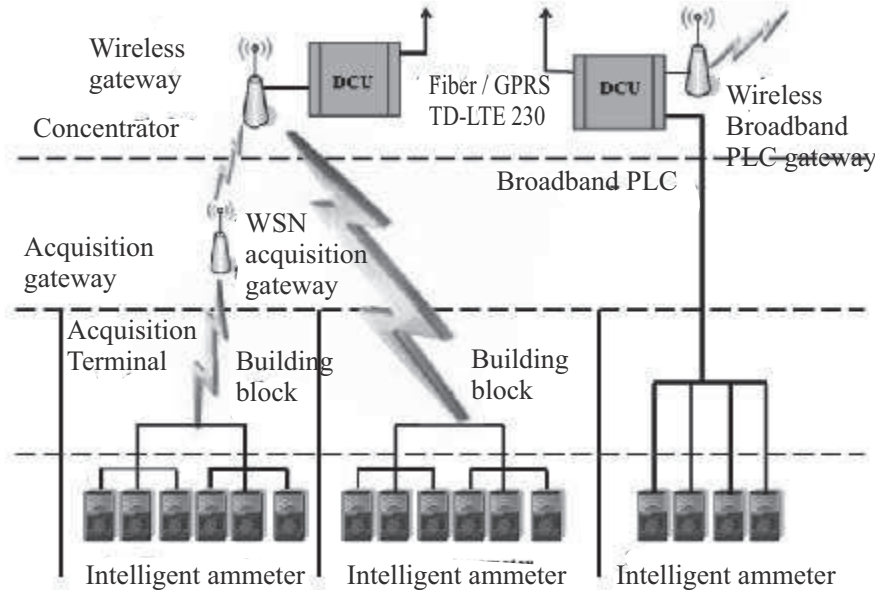 Wireless
gateway
DCU
Fiber / GPRS
TD-LTE 230
DCU
Wireless
Broadband
PLC gateway
Concentrator
Broadband PLC
WSN
acquisition
gateway
Acquisition
gateway
Acquisition
Terminal
Building
block
Building
block
Intelligent ammeter
Intelligent ammeter
Intelligent ammeter